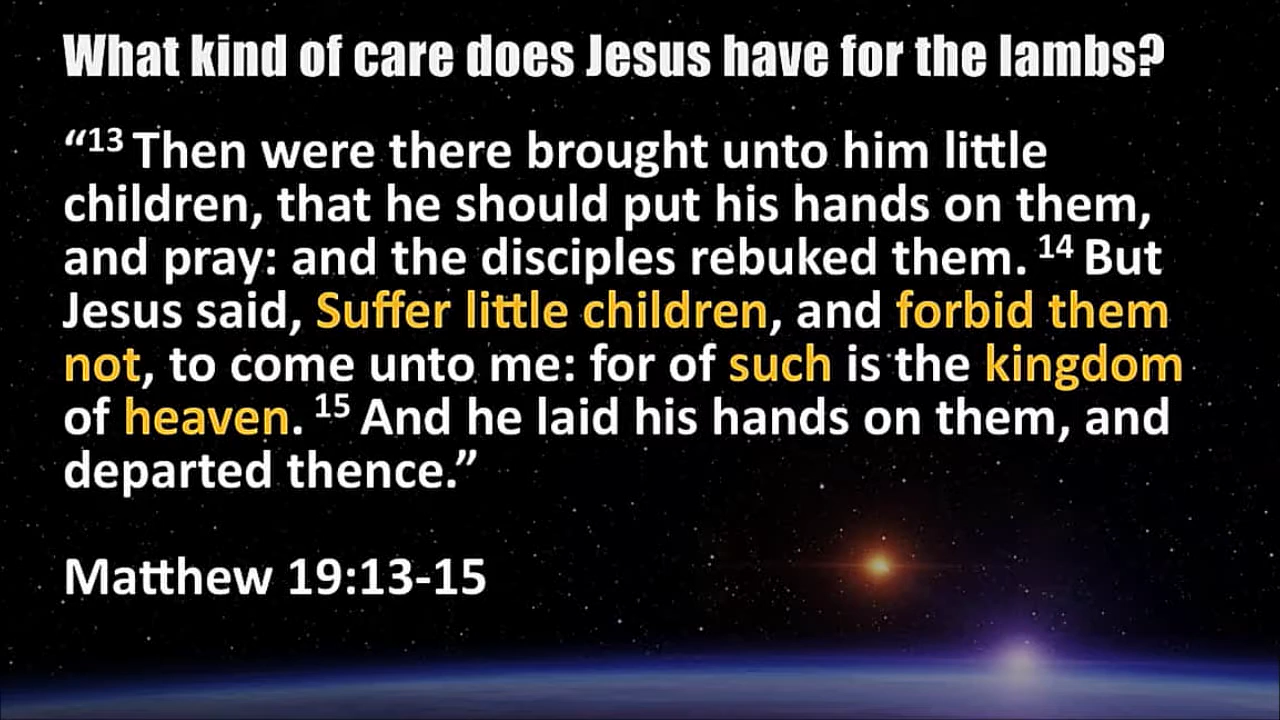 What kind of care does Jesus have for the lambs?
“13 Then were there brought unto him little
children, that he should put his hands on them,
and pray: and the disciples rebuked them. 14 But
Jesus said, Suffer little children, and forbid them
not, to come unto me: for of such is the kingdom
of heaven. 15 And he laid his hands on them, and
departed thence.”
Matthew 19:13-15